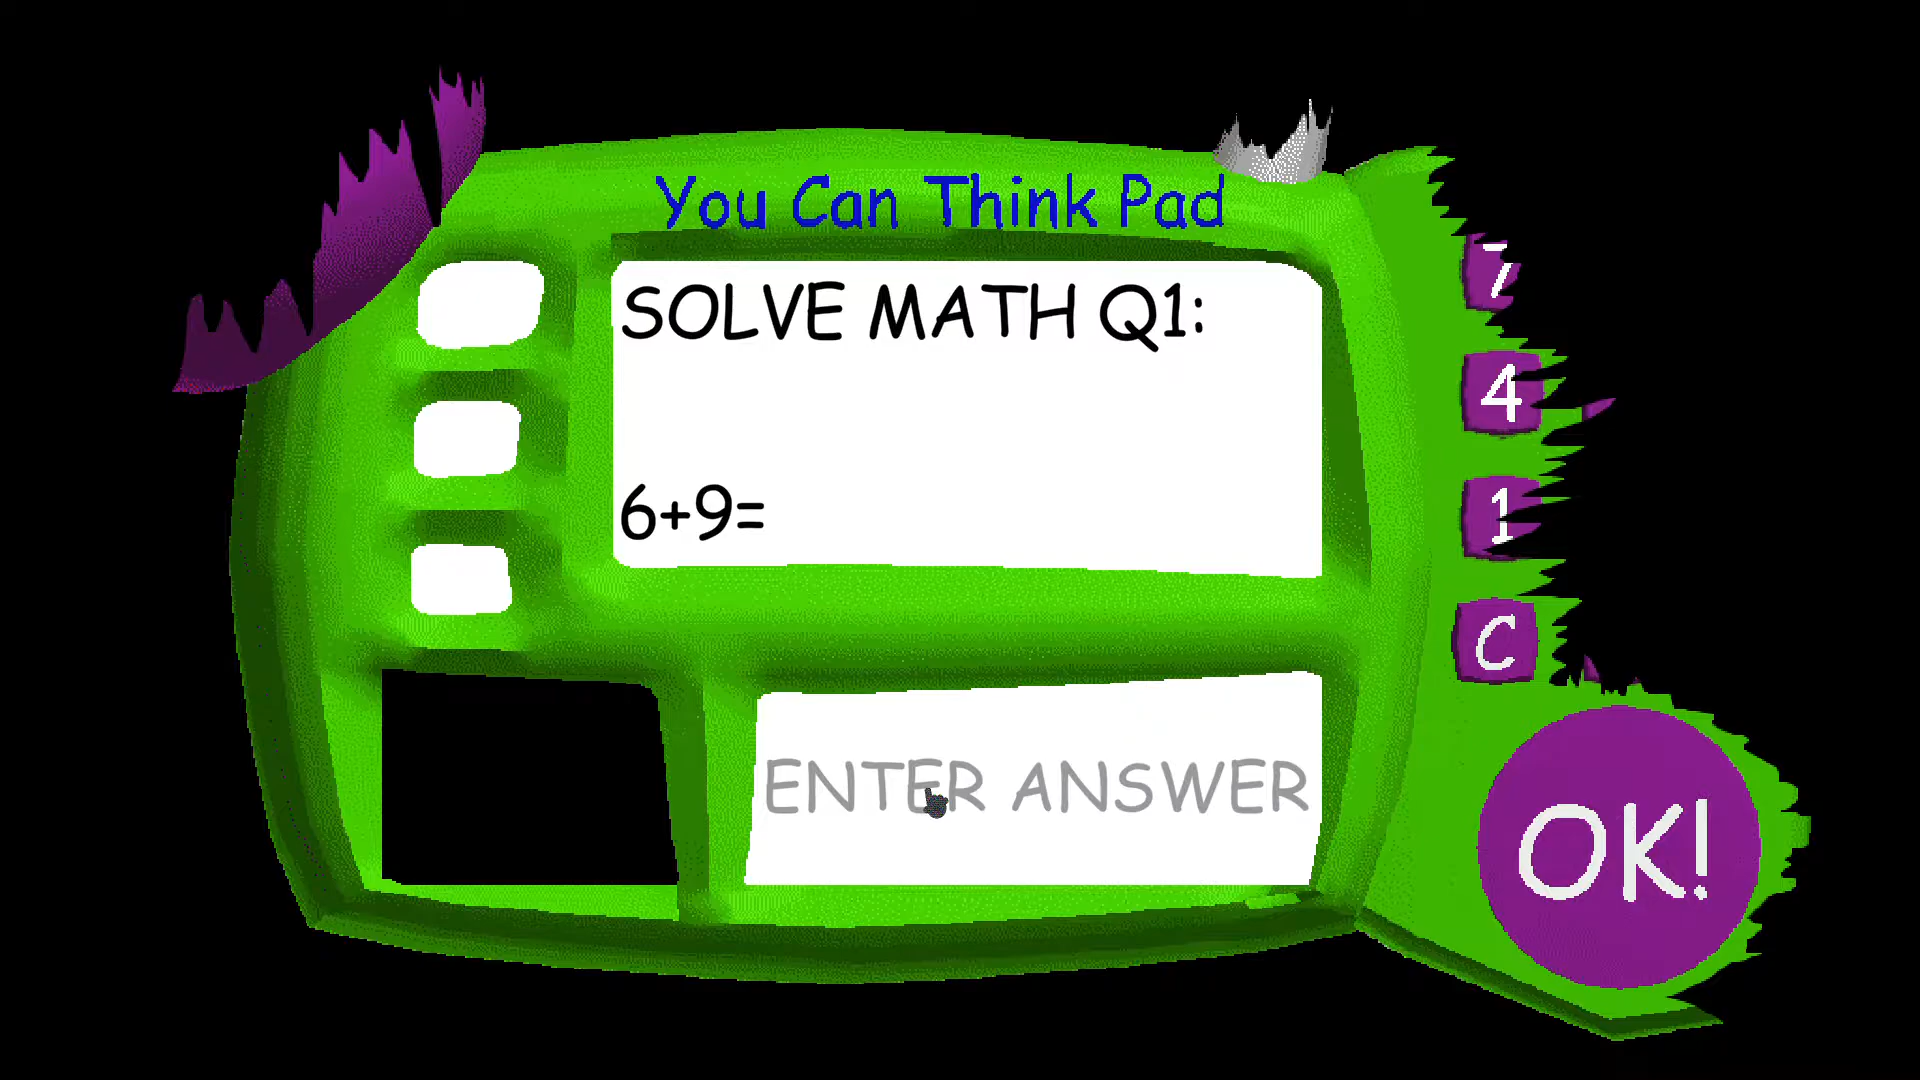 You Can Think Pad
SOLVE MATH Q1:
6+9=
7
4
1
C
ENTER ANSWER
OK!